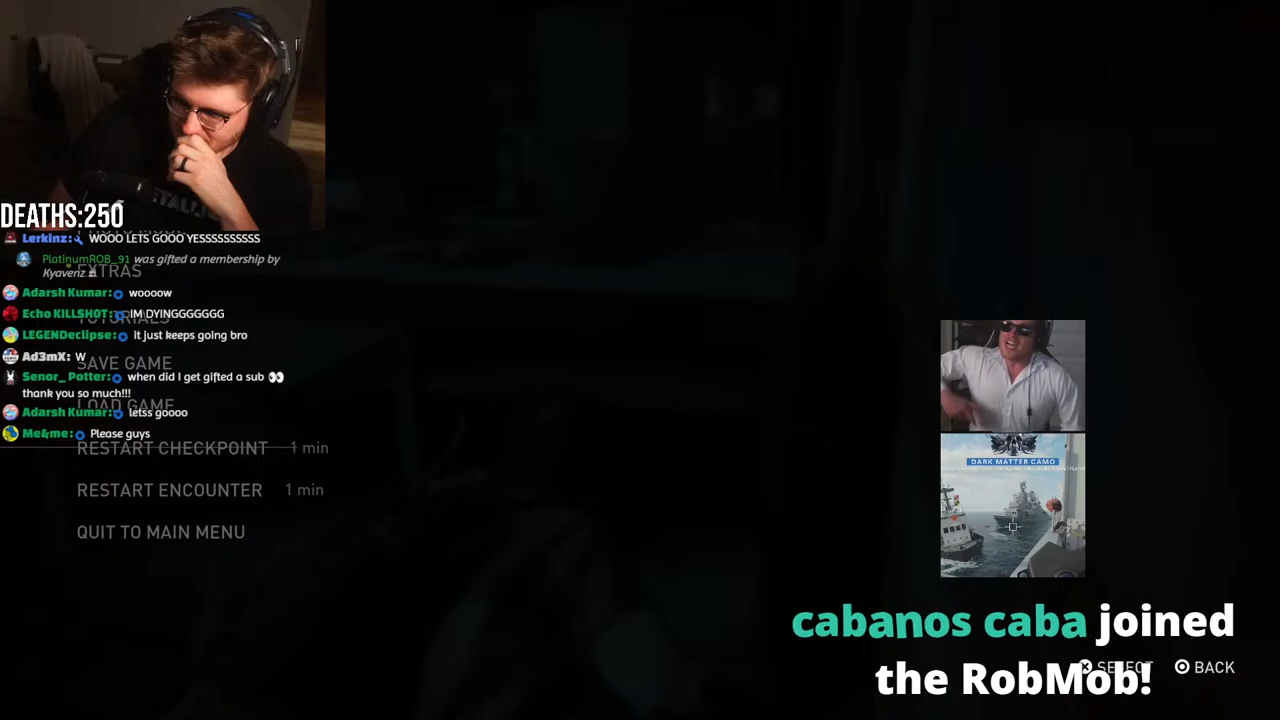 DEATHS:250
Lerkinz: WOOO LETS GOOO YESSSSSSSSSS
PlatinumROB_91 was gifted a membership by
Kyavenz
EXTRAS
Adarsh Kumar: woooow
Echo KILLSHOT: IM DYINGGGGGGG
TUTORIALS
LEGENDeclipse: it just keeps going bro
Ad3mX: W
SAVE GAME
Senor_Potter: when did I get gifted a sub 👀
thank you so much!!!
LOAD GAME
Adarsh Kumar: letss goooo
Me&me: Please guys
RESTART CHECKPOINT 1 min
RESTART ENCOUNTER 1 min
QUIT TO MAIN MENU
DARK MATTER CAMO
cabanos caba joined
the RobMob!
SELECT BACK